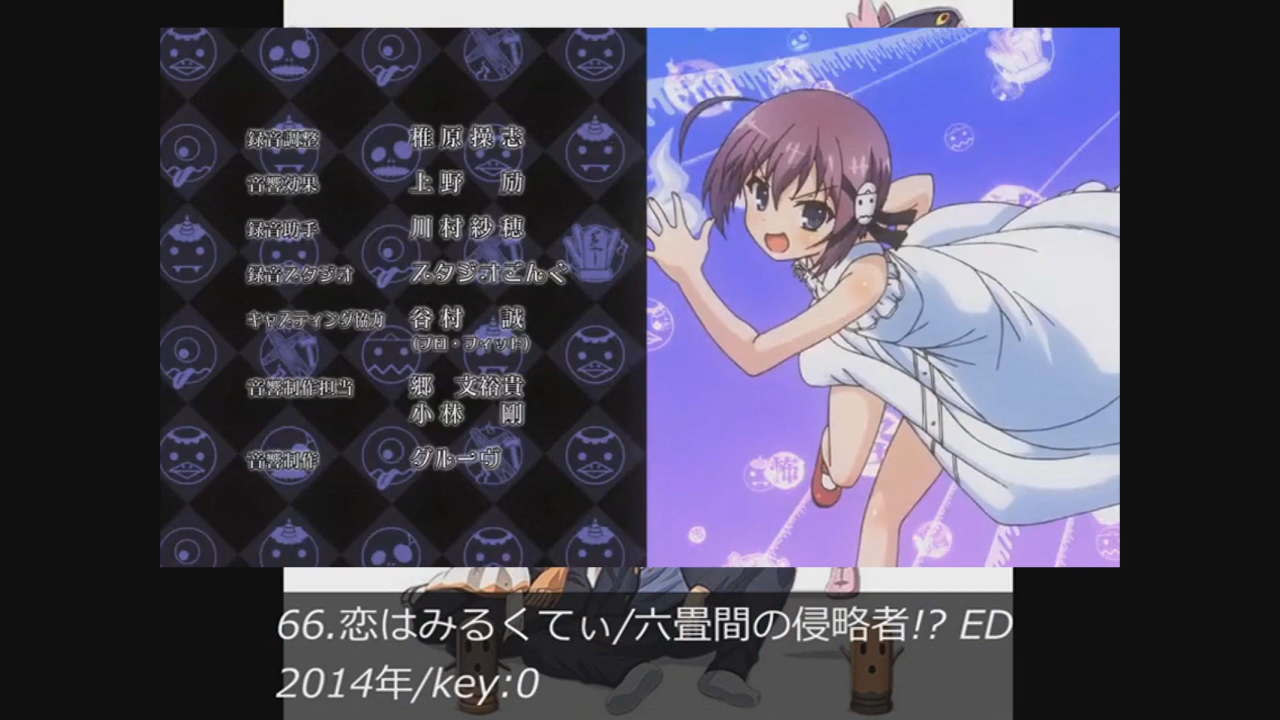 録音調整 椎原操志
音響効果 上野 励
録音助手 川村紗穂
録音スタジオ スタジオごんぐ
キャスティング協力 谷村 誠
(プロ・フィット)
音響制作担当 郷 文裕貴
小林 剛
音響制作 グルーヴ
怖
66.恋はみるくてぃ/六畳間の侵略者!? ED
2014年/key:0